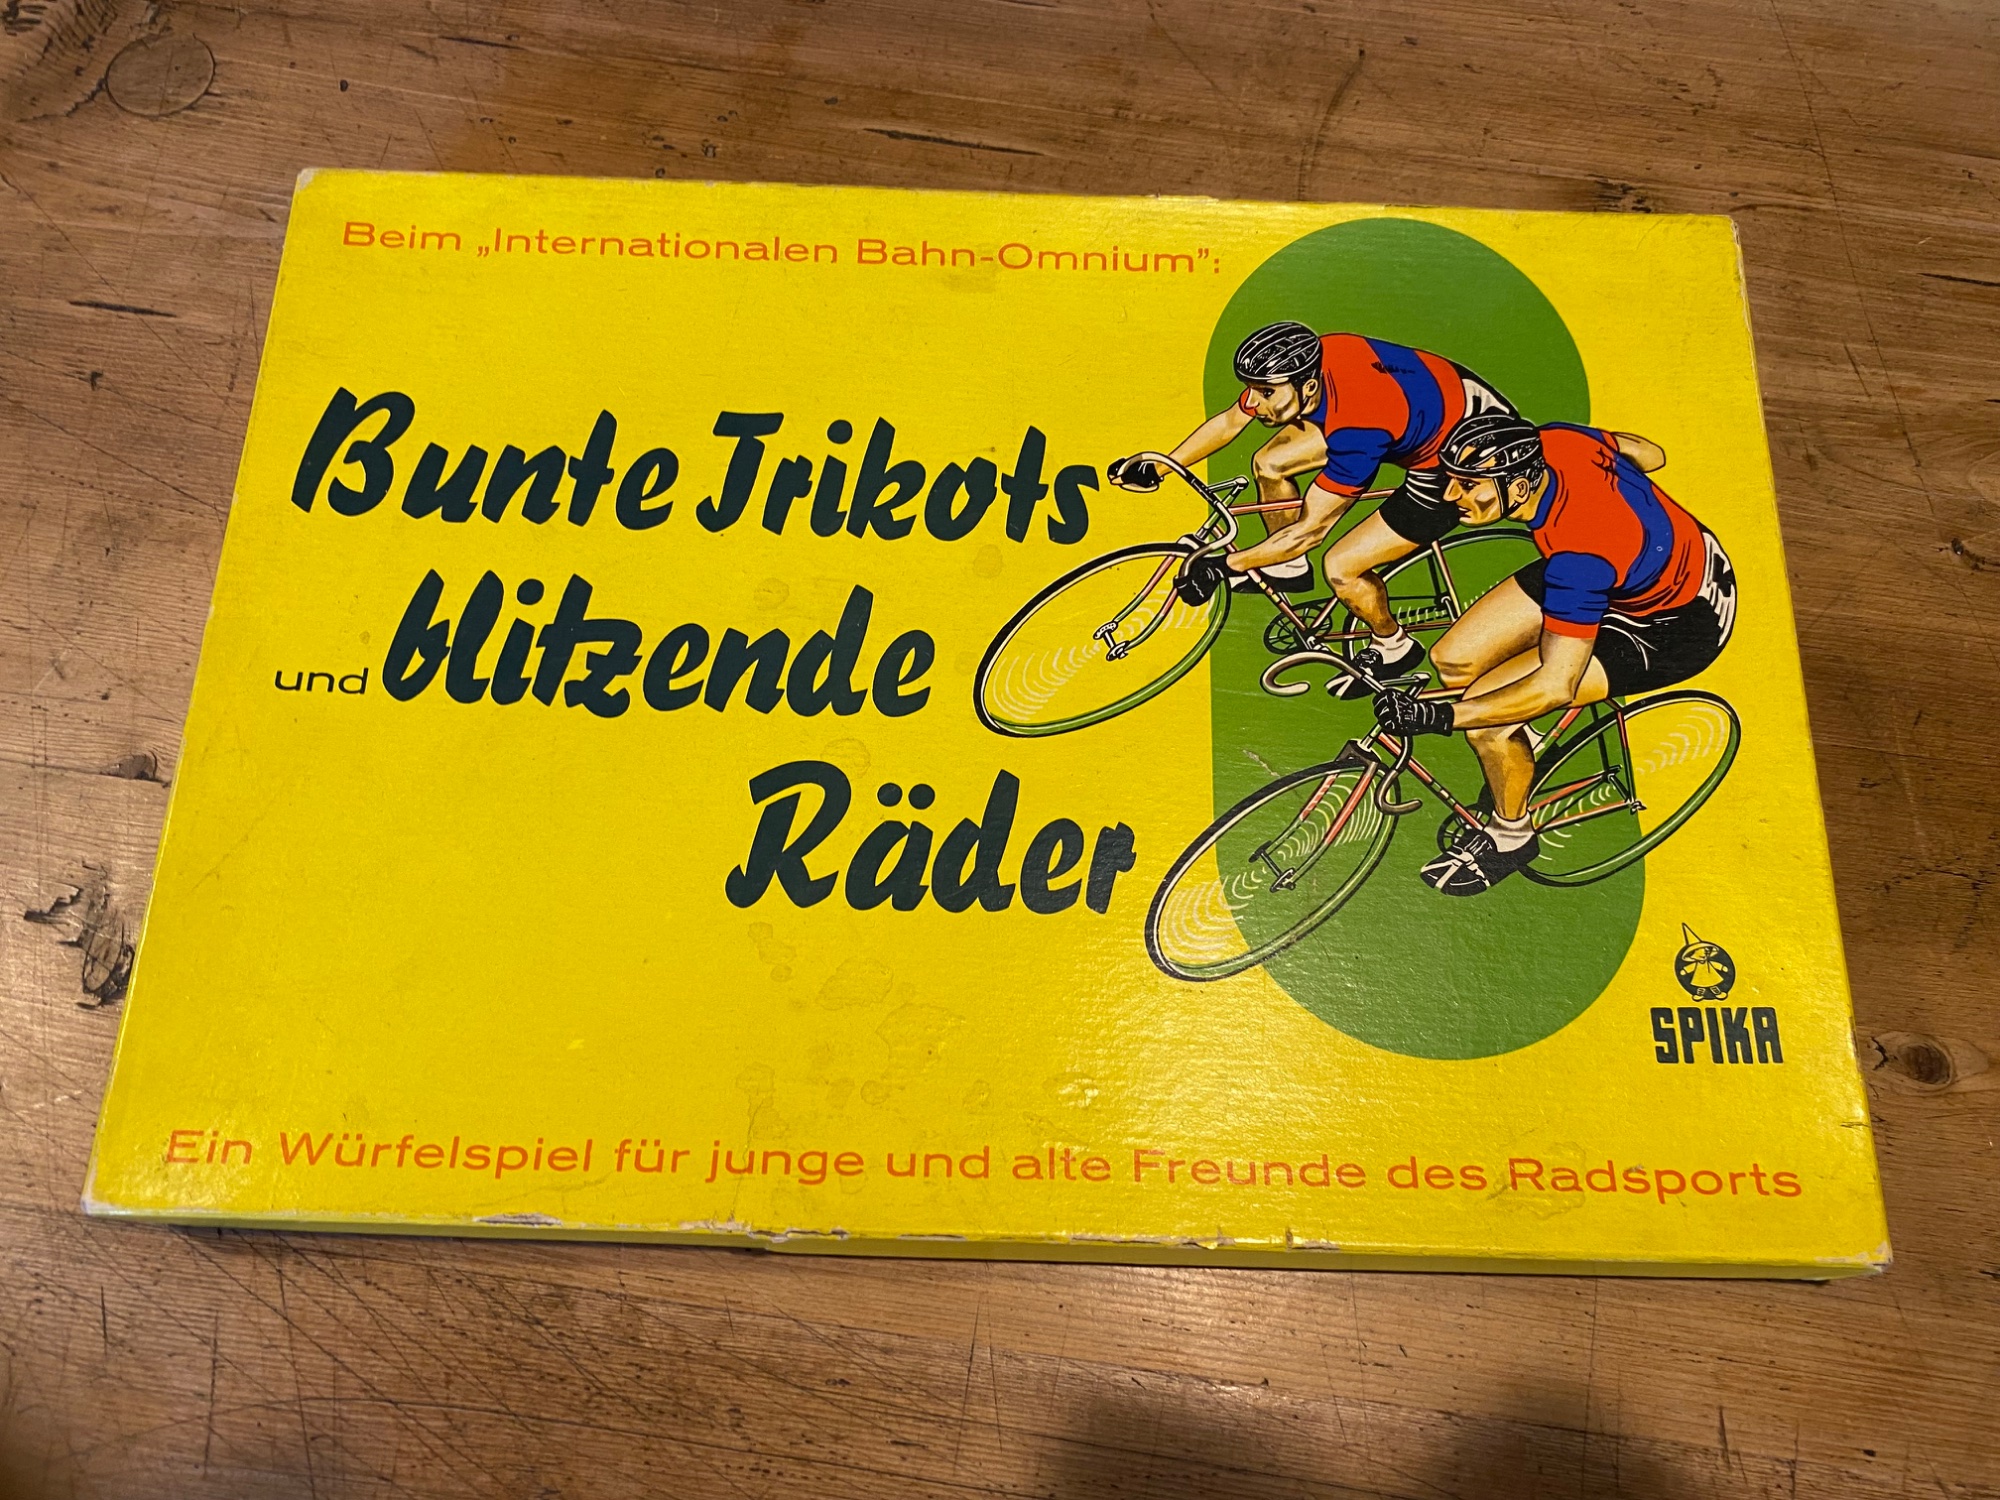 Beim „Internationalen Bahn-Omnium”:
Bunte Trikots
und blitzende
Räder
SPIKA
Ein Würfelspiel für junge und alte Freunde des Radsports